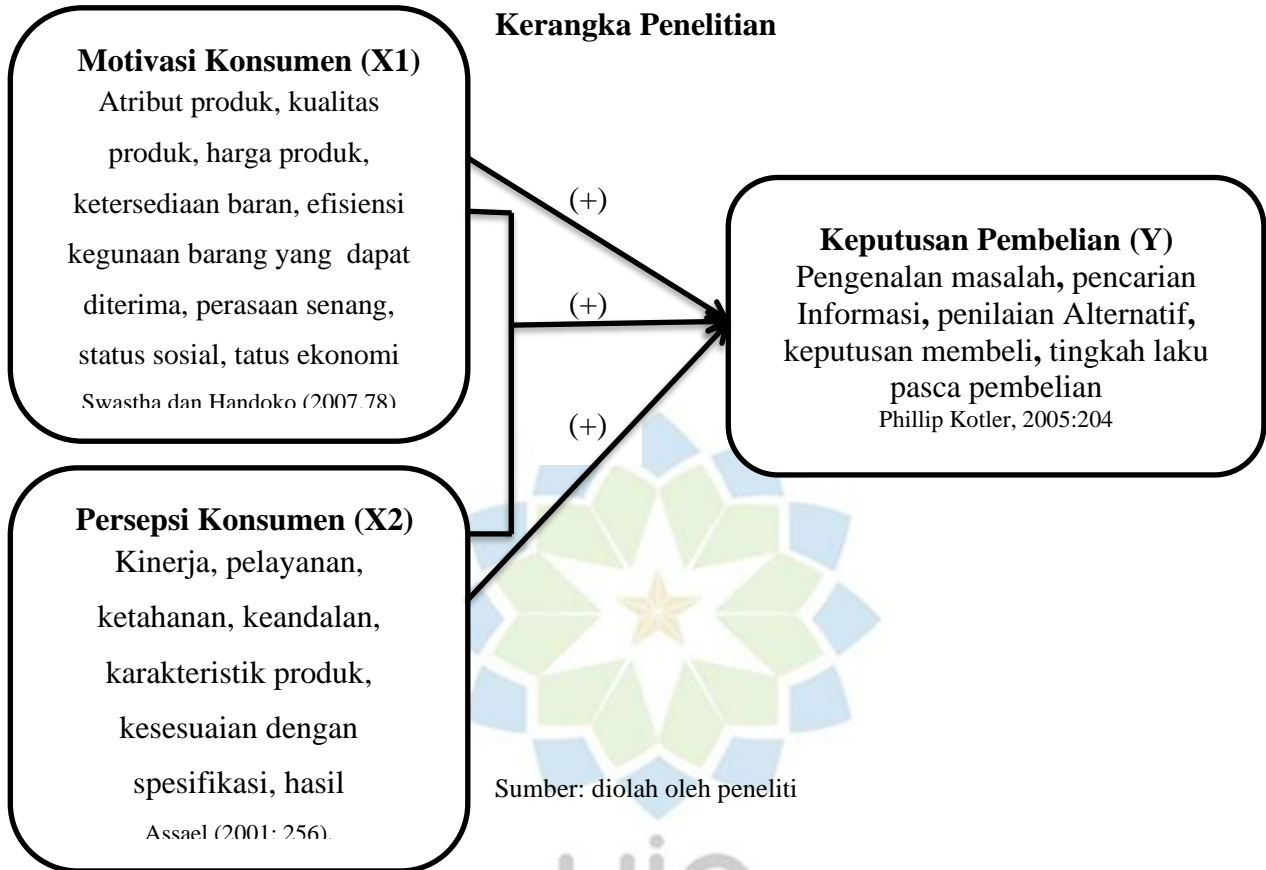 Kerangka Penelitian
Motivasi Konsumen (X1)
Atribut produk, kualitas
produk, harga produk,
ketersediaan baran, efisiensi
kegunaan barang yang dapat
diterima, perasaan senang,
status sosial, tatus ekonomi
Swastha dan Handoko (2007,78)
(+)
(+)
(+)
Keputusan Pembelian (Y)
Pengenalan masalah, pencarian
Informasi, penilaian Alternatif,
keputusan membeli, tingkah laku
pasca pembelian
Phillip Kotler, 2005:204
Persepsi Konsumen (X2)
Kinerja, pelayanan,
ketahanan, keandalan,
karakteristik produk,
kesesuaian dengan
spesifikasi, hasil
Assael (2001: 256).
Sumber: diolah oleh peneliti